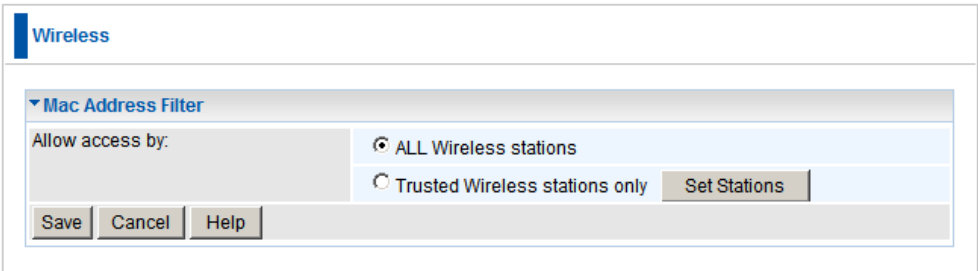 Wireless
Mac Address Filter
Allow access by:
ALL Wireless stations
Trusted Wireless stations only Set Stations
Save Cancel Help